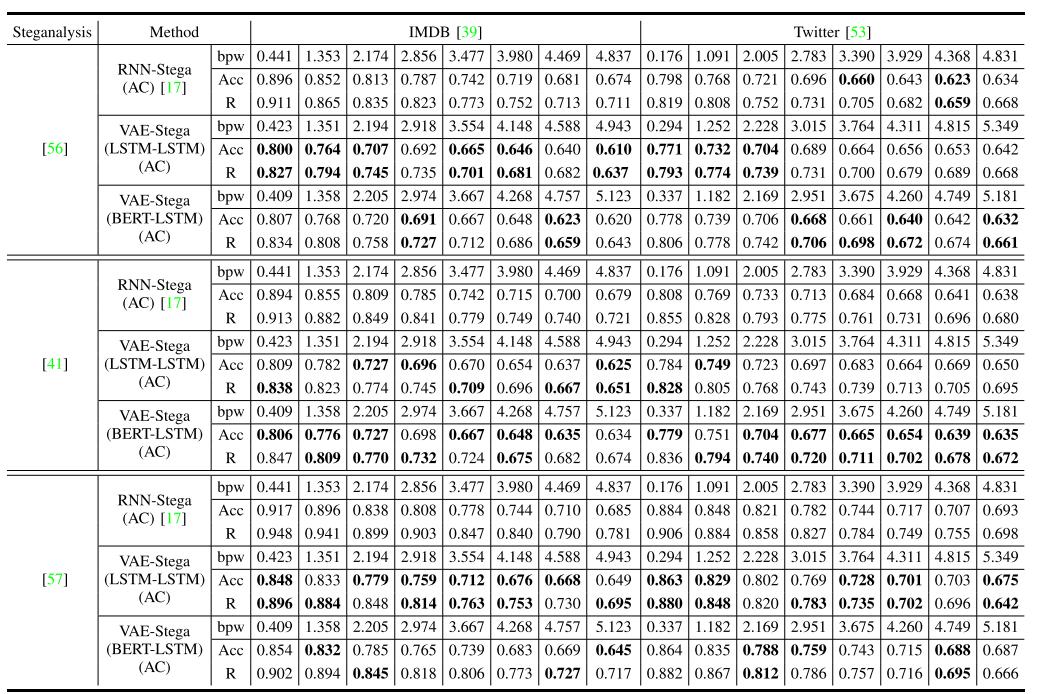 Steganalysis Method IMDB [39] Twitter [53]
bpw 0.441 1.353 2.174 2.856 3.477 3.980 4.469 4.837 0.176 1.091 2.005 2.783 3.390 3.929 4.368 4.831
RNN-Stega
(AC) [17]
Acc 0.896 0.852 0.813 0.787 0.742 0.719 0.681 0.674 0.798 0.768 0.721 0.696 0.660 0.643 0.623 0.634
R 0.911 0.865 0.835 0.823 0.773 0.752 0.713 0.711 0.819 0.808 0.752 0.731 0.705 0.682 0.659 0.668
[56]
VAE-Stega
(LSTM-LSTM)
(AC)
bpw 0.423 1.351 2.194 2.918 3.554 4.148 4.588 4.943 0.294 1.252 2.228 3.015 3.764 4.311 4.815 5.349
Acc 0.800 0.764 0.707 0.692 0.665 0.646 0.640 0.610 0.771 0.732 0.704 0.689 0.664 0.656 0.653 0.642
R 0.827 0.794 0.745 0.735 0.701 0.681 0.682 0.637 0.793 0.774 0.739 0.731 0.700 0.679 0.689 0.668
VAE-Stega
(BERT-LSTM)
(AC)
bpw 0.409 1.358 2.205 2.974 3.667 4.268 4.757 5.123 0.337 1.182 2.169 2.951 3.675 4.260 4.749 5.181
Acc 0.807 0.768 0.720 0.691 0.667 0.648 0.623 0.620 0.778 0.739 0.706 0.668 0.661 0.640 0.642 0.632
R 0.834 0.808 0.758 0.727 0.712 0.686 0.659 0.643 0.806 0.778 0.742 0.706 0.698 0.672 0.674 0.661
RNN-Stega
(AC) [17]
bpw 0.441 1.353 2.174 2.856 3.477 3.980 4.469 4.837 0.176 1.091 2.005 2.783 3.390 3.929 4.368 4.831
Acc 0.894 0.855 0.809 0.785 0.742 0.715 0.700 0.679 0.808 0.769 0.733 0.713 0.684 0.668 0.641 0.638
R 0.913 0.882 0.849 0.841 0.779 0.749 0.740 0.721 0.855 0.828 0.793 0.775 0.761 0.731 0.696 0.680
[41]
VAE-Stega
(LSTM-LSTM)
(AC)
bpw 0.423 1.351 2.194 2.918 3.554 4.148 4.588 4.943 0.294 1.252 2.228 3.015 3.764 4.311 4.815 5.349
Acc 0.809 0.782 0.727 0.696 0.670 0.654 0.637 0.625 0.784 0.749 0.723 0.697 0.683 0.664 0.669 0.650
R 0.838 0.823 0.774 0.745 0.709 0.696 0.667 0.651 0.828 0.805 0.768 0.743 0.739 0.713 0.705 0.695
VAE-Stega
(BERT-LSTM)
(AC)
bpw 0.409 1.358 2.205 2.974 3.667 4.268 4.757 5.123 0.337 1.182 2.169 2.951 3.675 4.260 4.749 5.181
Acc 0.806 0.776 0.727 0.698 0.667 0.648 0.635 0.634 0.779 0.751 0.704 0.677 0.665 0.654 0.639 0.635
R 0.847 0.809 0.770 0.732 0.724 0.675 0.682 0.674 0.836 0.794 0.740 0.720 0.711 0.702 0.678 0.672
RNN-Stega
(AC) [17]
bpw 0.441 1.353 2.174 2.856 3.477 3.980 4.469 4.837 0.176 1.091 2.005 2.783 3.390 3.929 4.368 4.831
Acc 0.917 0.896 0.838 0.808 0.778 0.744 0.710 0.685 0.884 0.848 0.821 0.782 0.744 0.717 0.707 0.693
R 0.948 0.941 0.899 0.903 0.847 0.840 0.790 0.781 0.906 0.884 0.858 0.827 0.784 0.749 0.755 0.698
[57]
VAE-Stega
(LSTM-LSTM)
(AC)
bpw 0.423 1.351 2.194 2.918 3.554 4.148 4.588 4.943 0.294 1.252 2.228 3.015 3.764 4.311 4.815 5.349
Acc 0.848 0.833 0.779 0.759 0.712 0.676 0.668 0.649 0.863 0.829 0.802 0.769 0.728 0.701 0.703 0.675
R 0.896 0.884 0.848 0.814 0.763 0.753 0.730 0.695 0.880 0.848 0.820 0.783 0.735 0.702 0.696 0.642
VAE-Stega
(BERT-LSTM)
(AC)
bpw 0.409 1.358 2.205 2.974 3.667 4.268 4.757 5.123 0.337 1.182 2.169 2.951 3.675 4.260 4.749 5.181
Acc 0.854 0.832 0.785 0.765 0.739 0.683 0.669 0.645 0.864 0.835 0.788 0.759 0.743 0.715 0.688 0.687
R 0.902 0.894 0.845 0.818 0.806 0.773 0.727 0.717 0.882 0.867 0.812 0.786 0.757 0.716 0.695 0.666